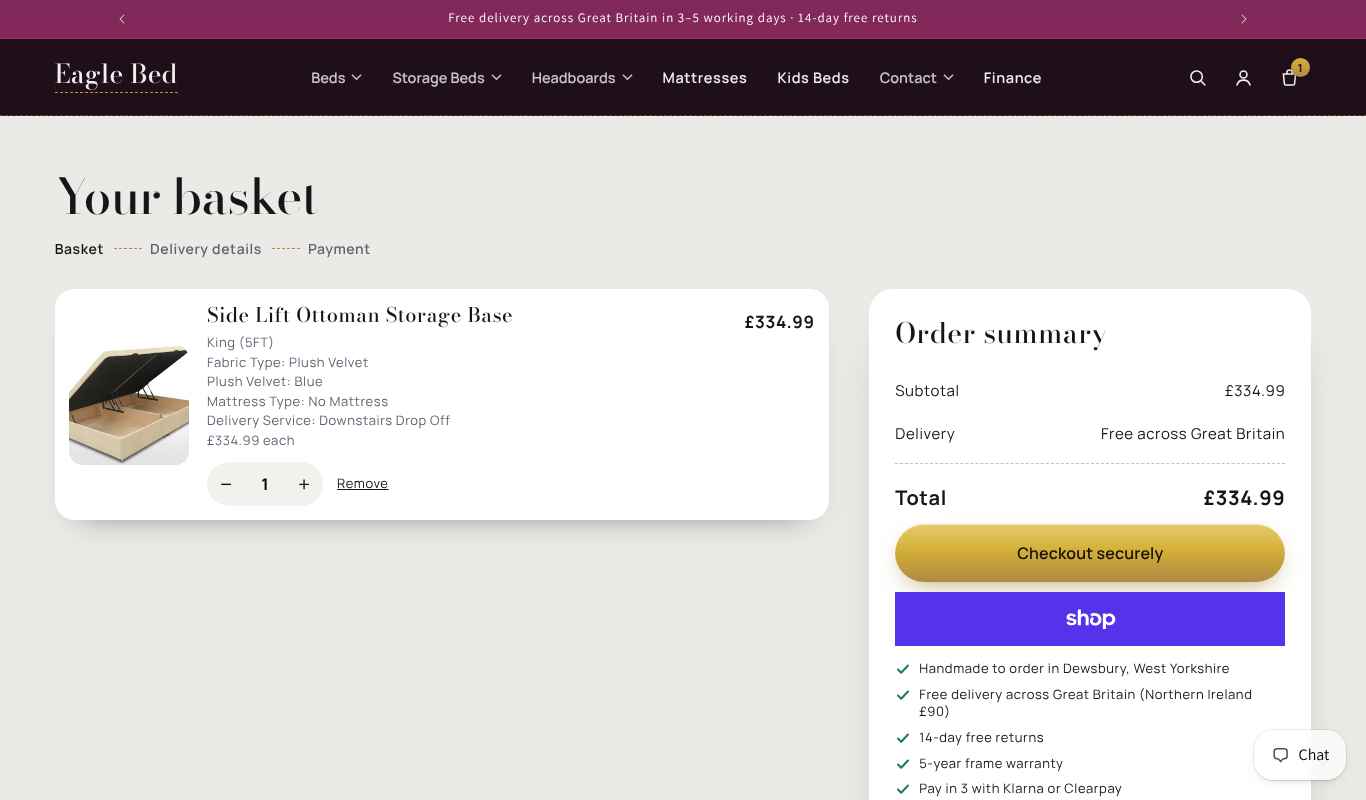 Free delivery across Great Britain in 3–5 working days · 14-day free returns
Eagle Bed
Beds
Storage Beds
Headboards
Mattresses
Kids Beds
Contact
Finance
1
Your basket
Basket
Delivery details
Payment
Side Lift Ottoman Storage Base
£334.99
King (5FT)
Fabric Type: Plush Velvet
Plush Velvet: Blue
Mattress Type: No Mattress
Delivery Service: Downstairs Drop Off
£334.99 each
− 1 +
Remove
Order summary
Subtotal £334.99
Delivery Free across Great Britain
Total £334.99
Checkout securely
shop
Handmade to order in Dewsbury, West Yorkshire
Free delivery across Great Britain (Northern Ireland
£90)
14-day free returns
5-year frame warranty
Pay in 3 with Klarna or Clearpay
Chat